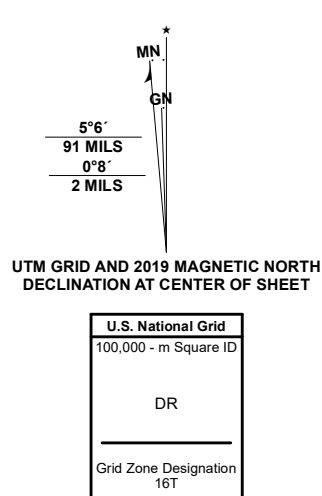 ★
MN
GN
5°6´
91 MILS
0°8´
2 MILS
UTM GRID AND 2019 MAGNETIC NORTH
DECLINATION AT CENTER OF SHEET
U.S. National Grid
100,000 - m Square ID
DR
Grid Zone Designation
16T